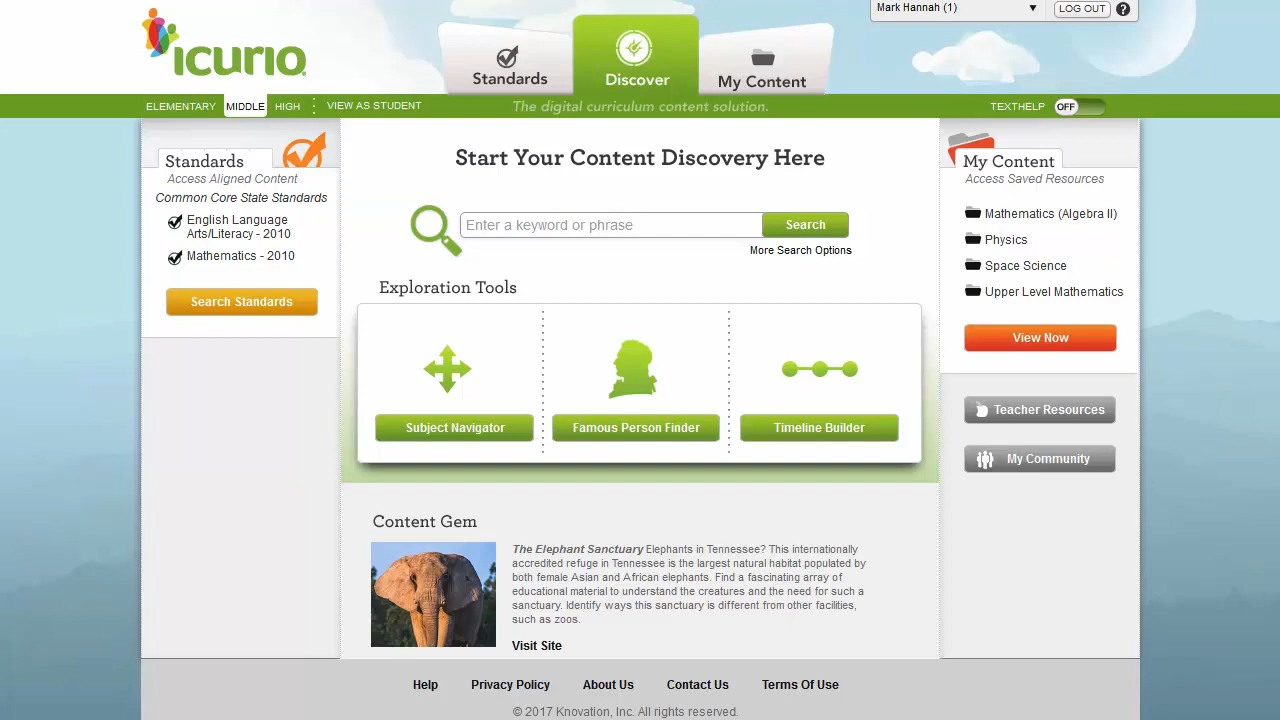 Mark Hannah (1)
LOG OUT
?
icurio
Standards
Discover
My Content
ELEMENTARY
MIDDLE
HIGH
VIEW AS STUDENT
The digital curriculum content solution.
TEXTHELP
OFF
Standards
Access Aligned Content
Common Core State Standards
English Language
Arts/Literacy - 2010
Mathematics - 2010
Search Standards
Start Your Content Discovery Here
Enter a keyword or phrase
Search
More Search Options
Exploration Tools
Subject Navigator
Famous Person Finder
Timeline Builder
Content Gem
The Elephant Sanctuary Elephants in Tennessee? This internationally
accredited refuge in Tennessee is the largest natural habitat populated by
both female Asian and African elephants. Find a fascinating array of
educational material to understand the creatures and the need for such a
sanctuary. Identify ways this sanctuary is different from other facilities,
such as zoos.
Visit Site
My Content
Access Saved Resources
Mathematics (Algebra II)
Physics
Space Science
Upper Level Mathematics
View Now
Teacher Resources
My Community
Help
Privacy Policy
About Us
Contact Us
Terms Of Use
© 2017 Knovation, Inc. All rights reserved.